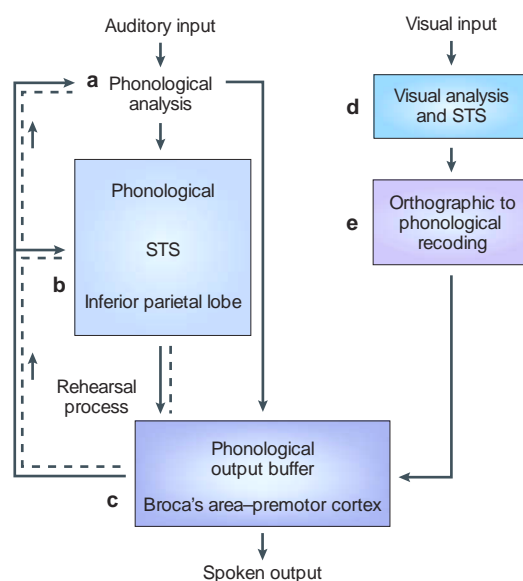 Auditory input
a
Phonological
analysis
Phonological
STS
b
Inferior parietal lobe
Rehearsal
process
Phonological
output buffer
c
Broca's area–premotor cortex
Spoken output
Visual input
d
Visual analysis
and STS
e
Orthographic to
phonological
recoding